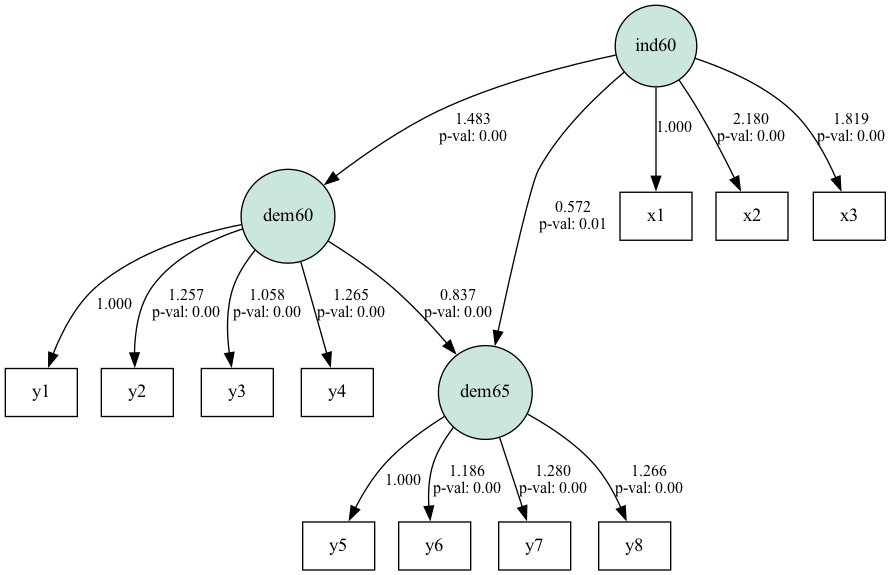 ind60
1.483
p-val: 0.00
1.000
2.180
p-val: 0.00
1.819
p-val: 0.00
0.572
p-val: 0.01
dem60
x1
x2
x3
1.000
1.257
p-val: 0.00
1.058
p-val: 0.00
1.265
p-val: 0.00
0.837
p-val: 0.00
y1
y2
y3
y4
dem65
1.000
1.186
p-val: 0.00
1.280
p-val: 0.00
1.266
p-val: 0.00
y5
y6
y7
y8